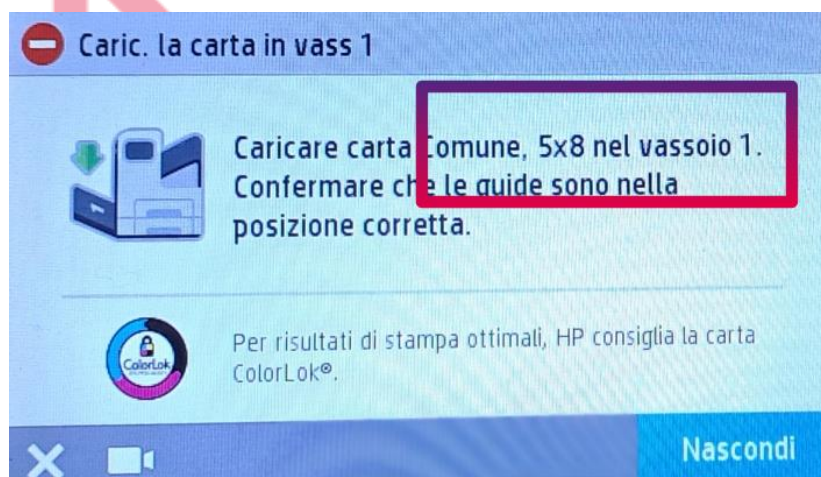 Caric. la carta in vass 1
Caricare carta Comune, 5x8 nel vassoio 1.
Confermare che le guide sono nella
posizione corretta.
ColorLok
Per risultati di stampa ottimali, HP consiglia la carta
ColorLok®.
Nascondi